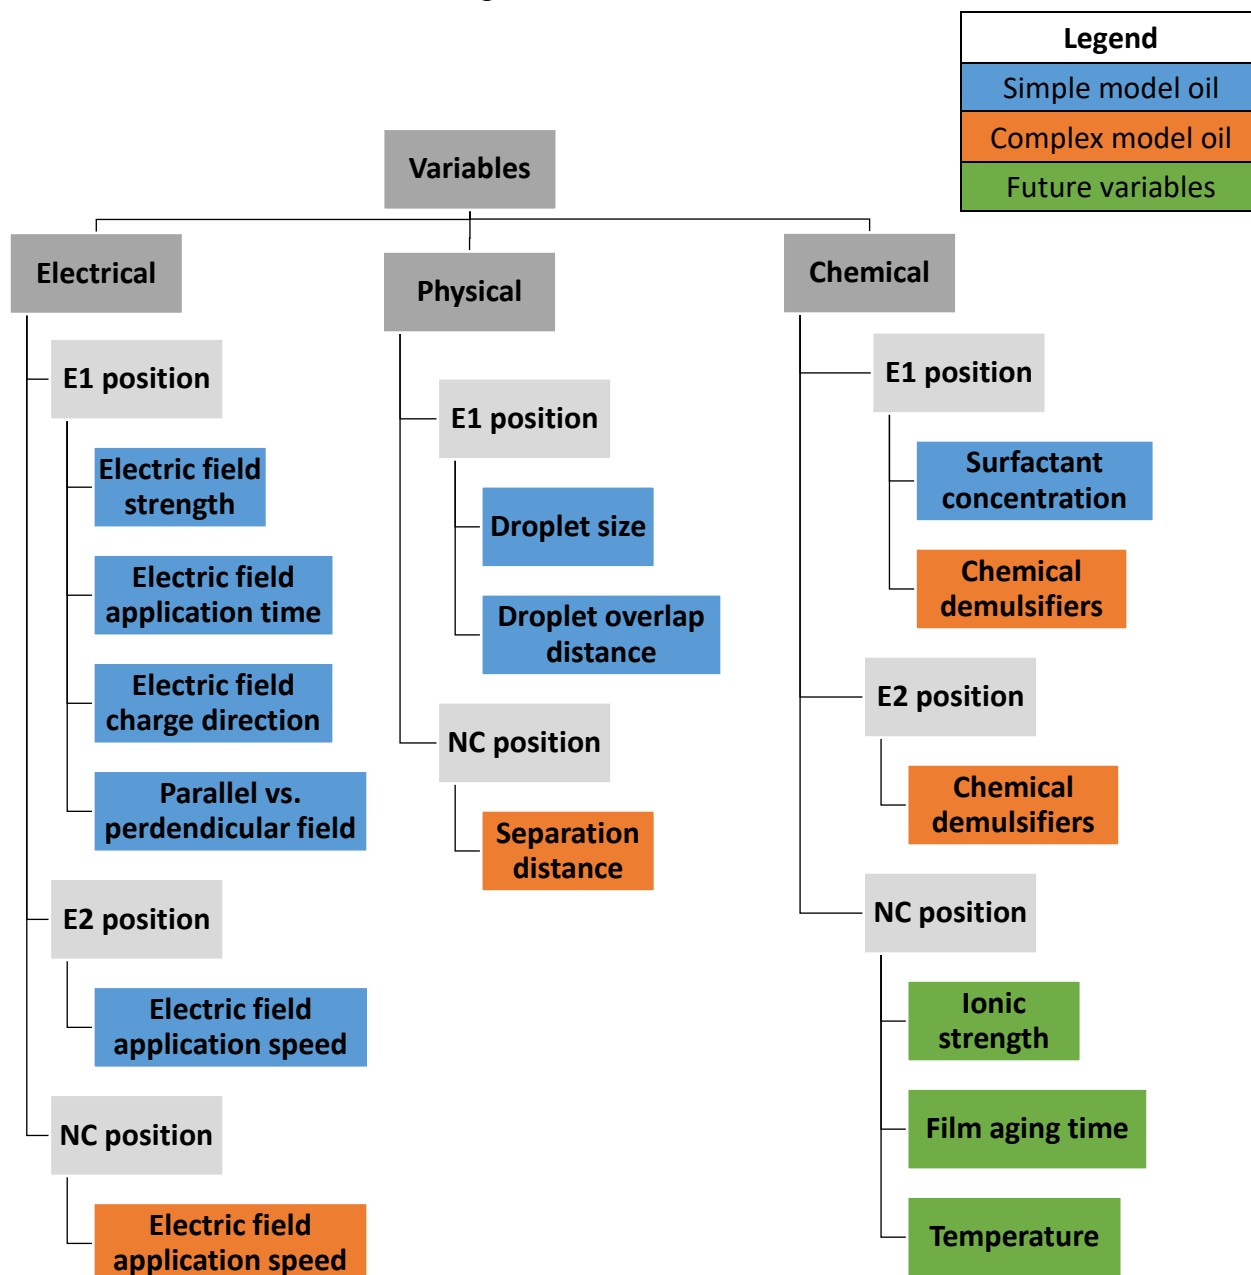 Legend
Simple model oil
Complex model oil
Future variables
Variables
Electrical
E1 position
Electric field
strength
Electric field
application time
Electric field
charge direction
Parallel vs.
perdendicular field
E2 position
Electric field
application speed
NC position
Electric field
application speed
Physical
E1 position
Droplet size
Droplet overlap
distance
NC position
Separation
distance
Chemical
E1 position
Surfactant
concentration
Chemical
demulsifiers
E2 position
Chemical
demulsifiers
NC position
Ionic
strength
Film aging time
Temperature